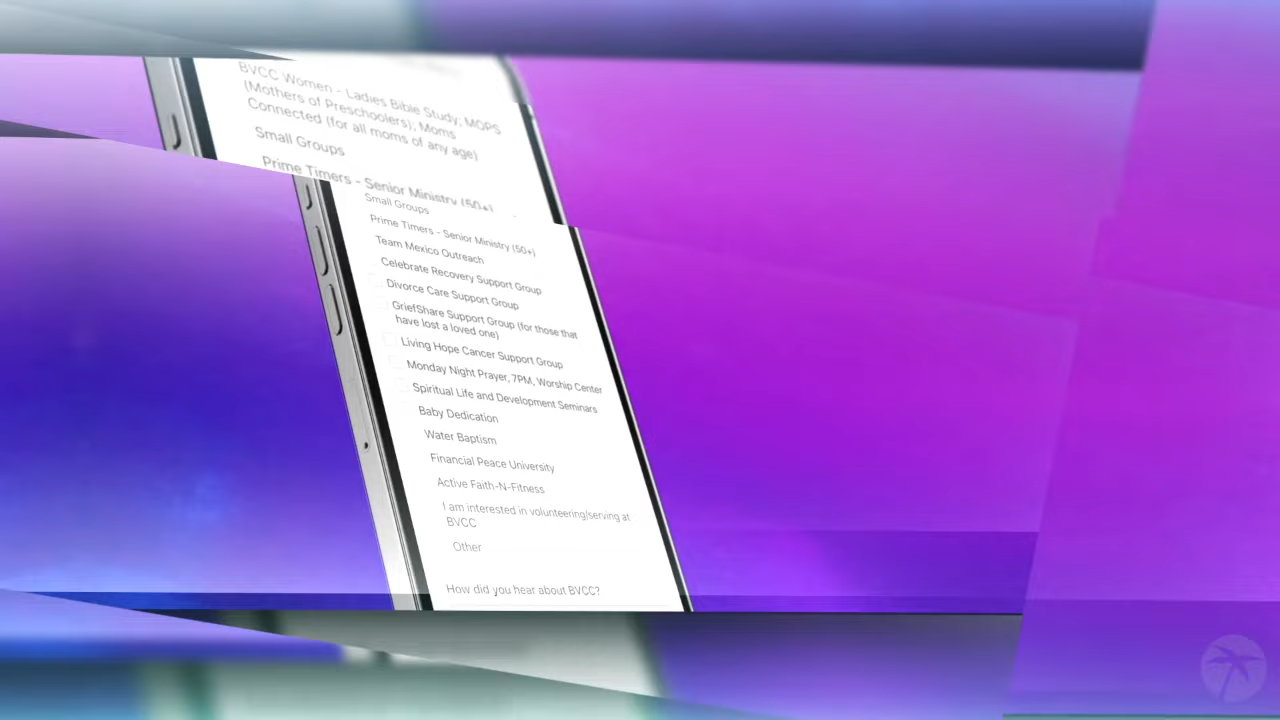 BVCC Women - Ladies Bible Study; MOPS
(Mothers of Preschoolers); Moms
Connected (for all moms of any age)
Small Groups
Prime Timers - Senior Ministry (50+)
Small Groups
Prime Timers - Senior Ministry (50+)
Team Mexico Outreach
Celebrate Recovery Support Group
Divorce Care Support Group
GriefShare Support Group (for those that
have lost a loved one)
Living Hope Cancer Support Group
Monday Night Prayer, 7PM, Worship Center
Spiritual Life and Development Seminars
Baby Dedication
Water Baptism
Financial Peace University
Active Faith-N-Fitness
I am interested in volunteering/serving at
BVCC
Other
How did you hear about BVCC?